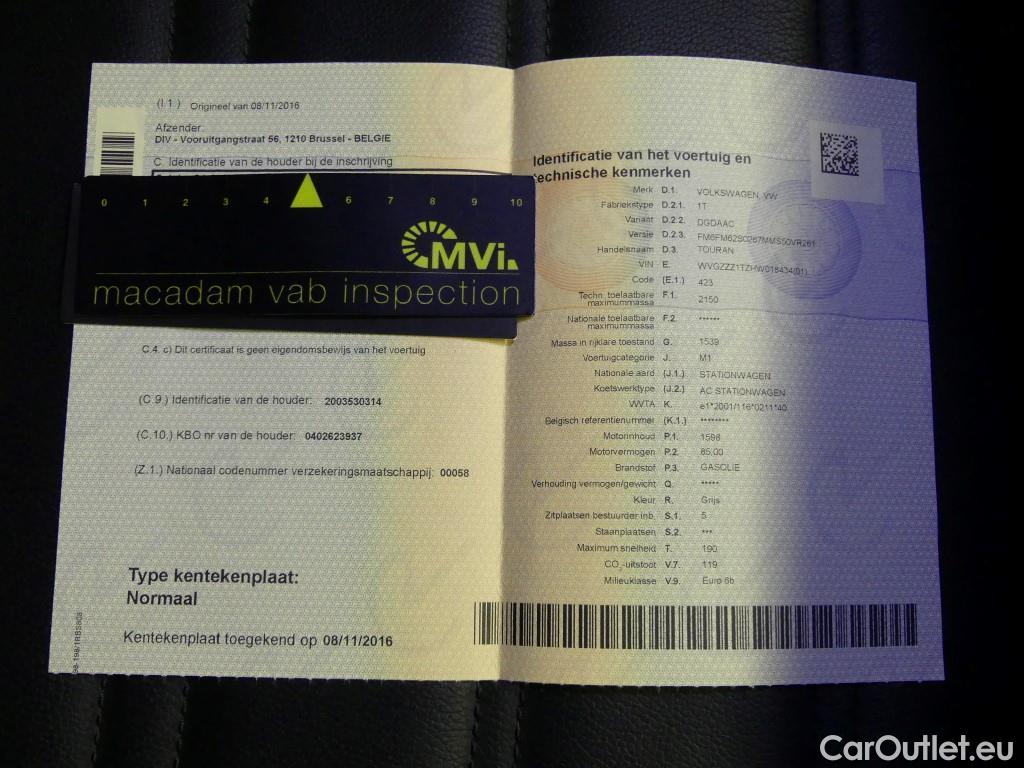 (I.1.) Origineel van 08/11/2016
Afzender:
DIV - Vooruitgangstraat 56, 1210 Brussel - BELGIE
C. Identificatie van de houder bij de inschrijving
0 1 2 3 4 6 7 8 9 10
MVi.
macadam vab inspection
C.4. c) Dit certificaat is geen eigendomsbewijs van het voertuig
(C.9.) Identificatie van de houder: 2003530314
(C.10.) KBO nr van de houder: 0402623937
(Z.1.) Nationaal codenummer verzekeringsmaatschappij: 00058
Type kentekenplaat:
Normaal
Kentekenplaat toegekend op 08/11/2016
Identificatie van het voertuig en
technische kenmerken
Merk D.1. VOLKSWAGEN, VW
Fabriekstype D.2.1. 1T
Variant D.2.2. DGDAAC
Versie D.2.3. FM6FM62S0267MMS50VR261
Handelsnaam D.3. TOURAN
VIN E. WVGZZZ1TZHW018434(01)
Code (E.1.) 423
Techn. toelaatbare maximummassa F.1. 2150
Nationale toelaatbare maximummassa F.2. ******
Massa in rijklare toestand G. 1539
Voertuigcategorie J. M1
Nationale aard (J.1.) STATIONWAGEN
Koetswerktype (J.2.) AC STATIONWAGEN
WVTA K. e1*2001/116*0211*40
Belgisch referentienummer (K.1.) ********
Motorinhoud P.1. 1598
Motorvermogen P.2. 85,00
Brandstof P.3. GASOLIE
Verhouding vermogen/gewicht Q. *****
Kleur R. Grijs
Zitplaatsen bestuurder inb. S.1. 5
Staanplaatsen S.2. ***
Maximum snelheid T. 190
CO₂-uitstoot V.7. 119
Milieuklasse V.9. Euro 6b
CarOutlet.eu